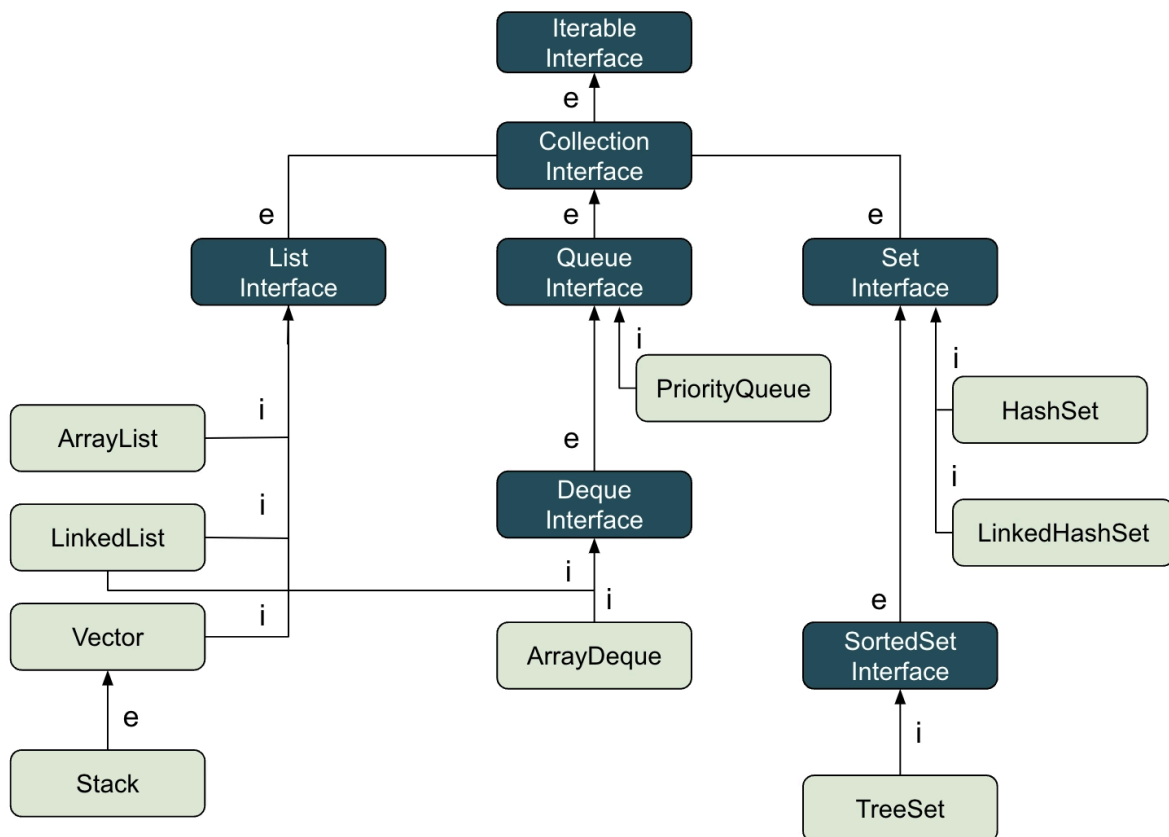 Iterable
Interface
e
Collection
Interface
e
e
e
List
Interface
Queue
Interface
Set
Interface
i
PriorityQueue
i
HashSet
i
ArrayList
e
i
LinkedHashSet
i
LinkedList
Deque
Interface
i
i
e
i
Vector
ArrayDeque
SortedSet
Interface
e
i
Stack
TreeSet